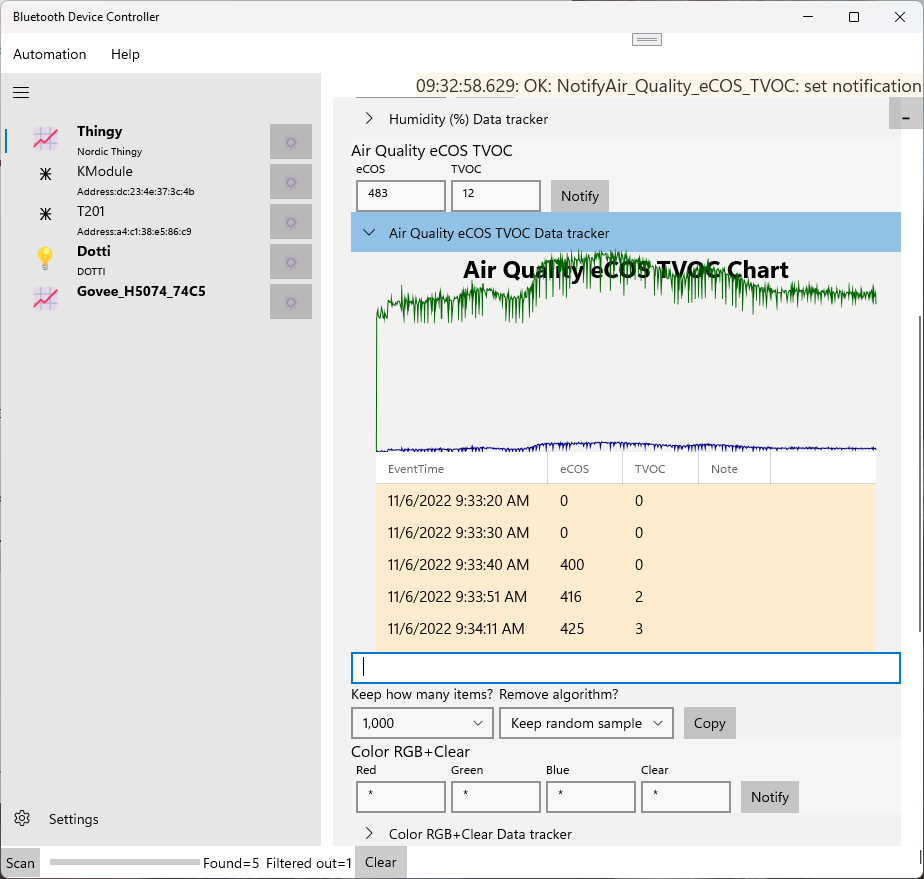 Bluetooth Device Controller
Automation Help
09:32:58.629: OK: NotifyAir_Quality_eCOS_TVOC: set notification
Thingy
Nordic Thingy
KModule
Address:dc:23:4e:37:3c:4b
T201
Address:a4:c1:38:e5:86:c9
Dotti
DOTTI
Govee_H5074_74C5
Settings
Humidity (%) Data tracker
Air Quality eCOS TVOC
eCOS TVOC
483 12 Notify
Air Quality eCOS TVOC Data tracker
Air Quality eCOS TVOC Chart
EventTime eCOS TVOC Note
11/6/2022 9:33:20 AM 0 0
11/6/2022 9:33:30 AM 0 0
11/6/2022 9:33:40 AM 400 0
11/6/2022 9:33:51 AM 416 2
11/6/2022 9:34:11 AM 425 3
Keep how many items? Remove algorithm?
1,000 Keep random sample Copy
Color RGB+Clear
Red Green Blue Clear
* * * * Notify
Color RGB+Clear Data tracker
Scan Found=5 Filtered out=1 Clear